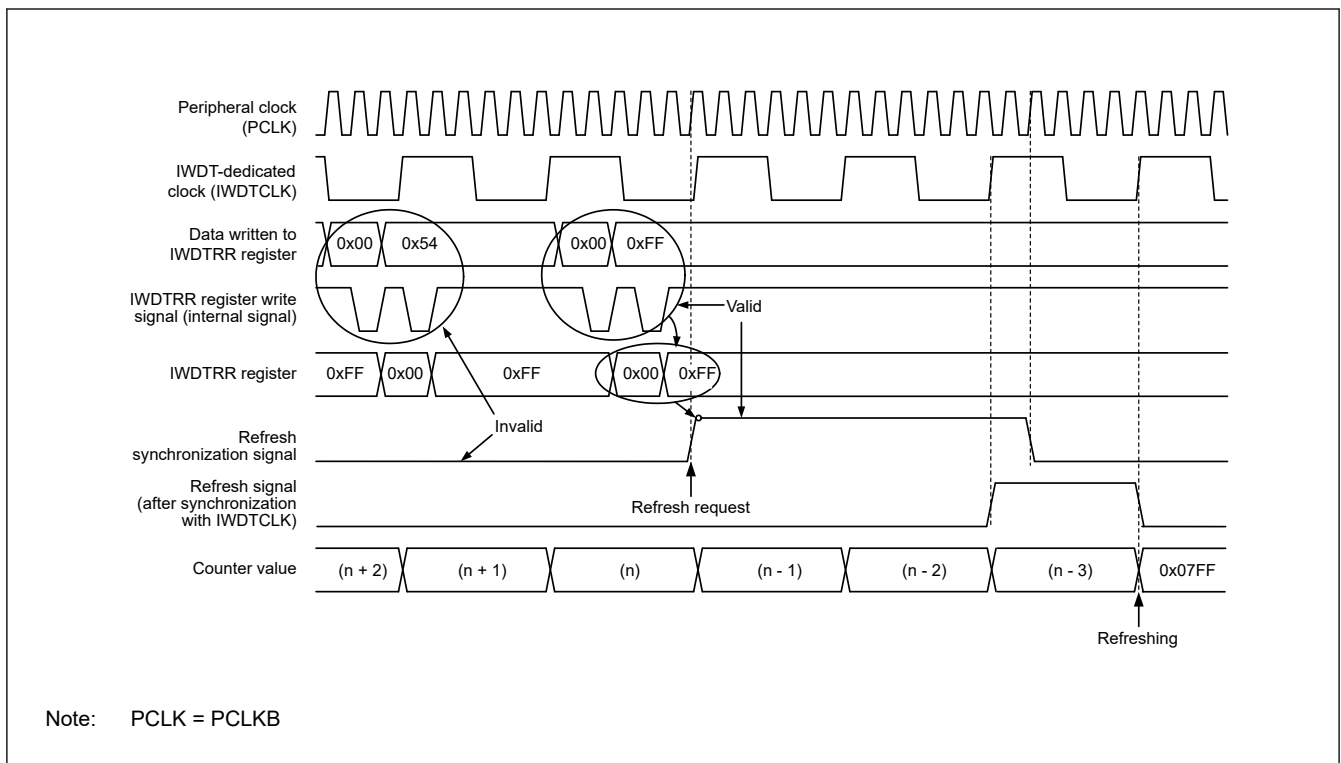 Peripheral clock
(PCLK)
IWDT-dedicated
clock (IWDTCLK)
Data written to
IWDTRR register
0x00
0x54
0x00
0xFF
IWDTRR register write
signal (internal signal)
Valid
IWDTRR register
0xFF
0x00
0xFF
0x00
0xFF
Invalid
Refresh
synchronization signal
Refresh request
Refresh signal
(after synchronization
with IWDTCLK)
Counter value
(n + 2)
(n + 1)
(n)
(n - 1)
(n - 2)
(n - 3)
0x07FF
Refreshing
Note: PCLK = PCLKB